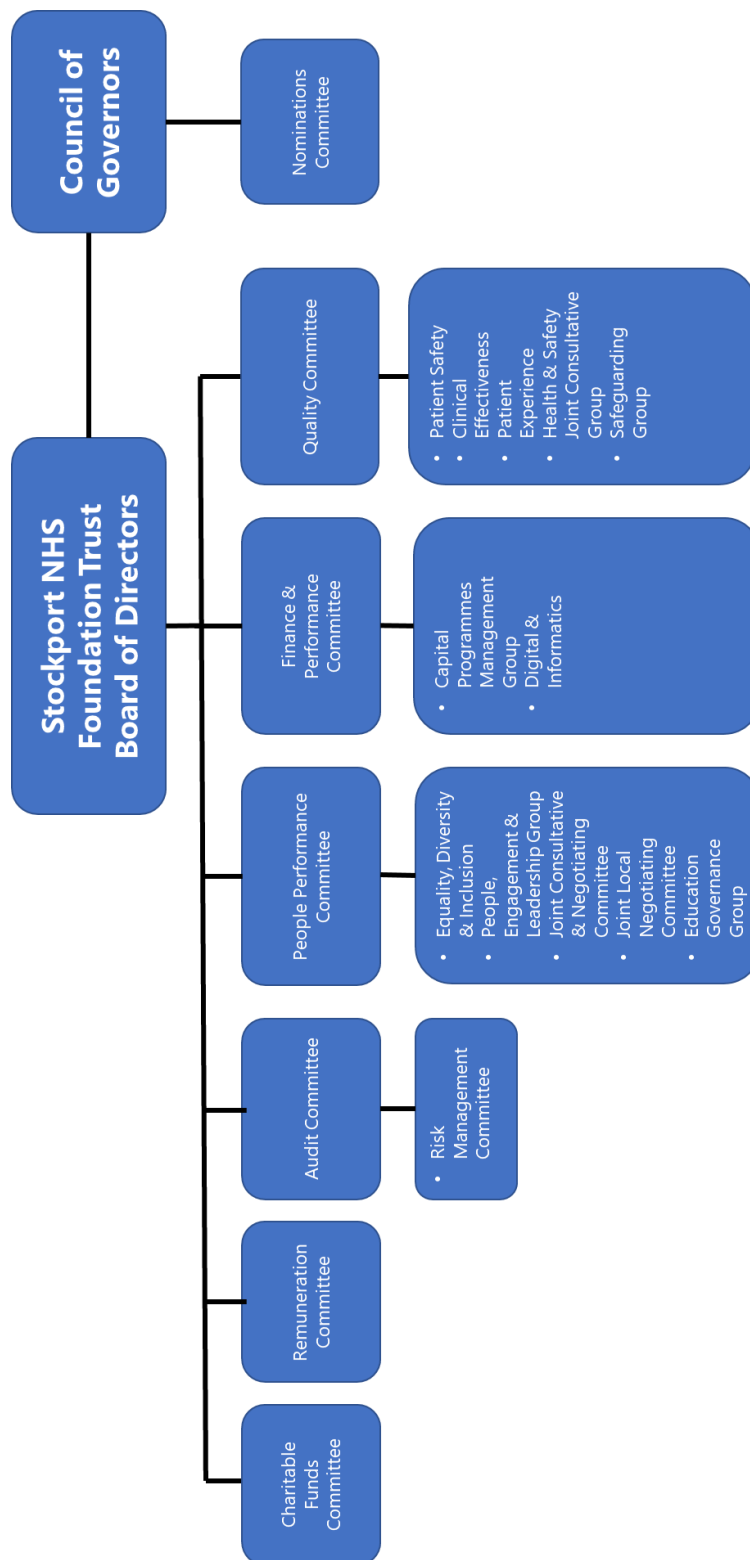 Stockport NHS
Foundation Trust
Board of Directors
Council of
Governors
Charitable
Funds
Committee
Remuneration
Committee
Audit Committee
People Performance
Committee
Finance &
Performance
Committee
Quality Committee
Nominations
Committee
• Risk
Management
Committee
• Equality, Diversity
& Inclusion
• People,
Engagement &
Leadership Group
• Joint Consultative
& Negotiating
Committee
• Joint Local
Negotiating
Committee
• Education
Governance
Group
• Capital
Programmes
Management
Group
• Digital &
Informatics
• Patient Safety
• Clinical
Effectiveness
• Patient
Experience
• Health & Safety
Joint Consultative
Group
• Safeguarding
Group